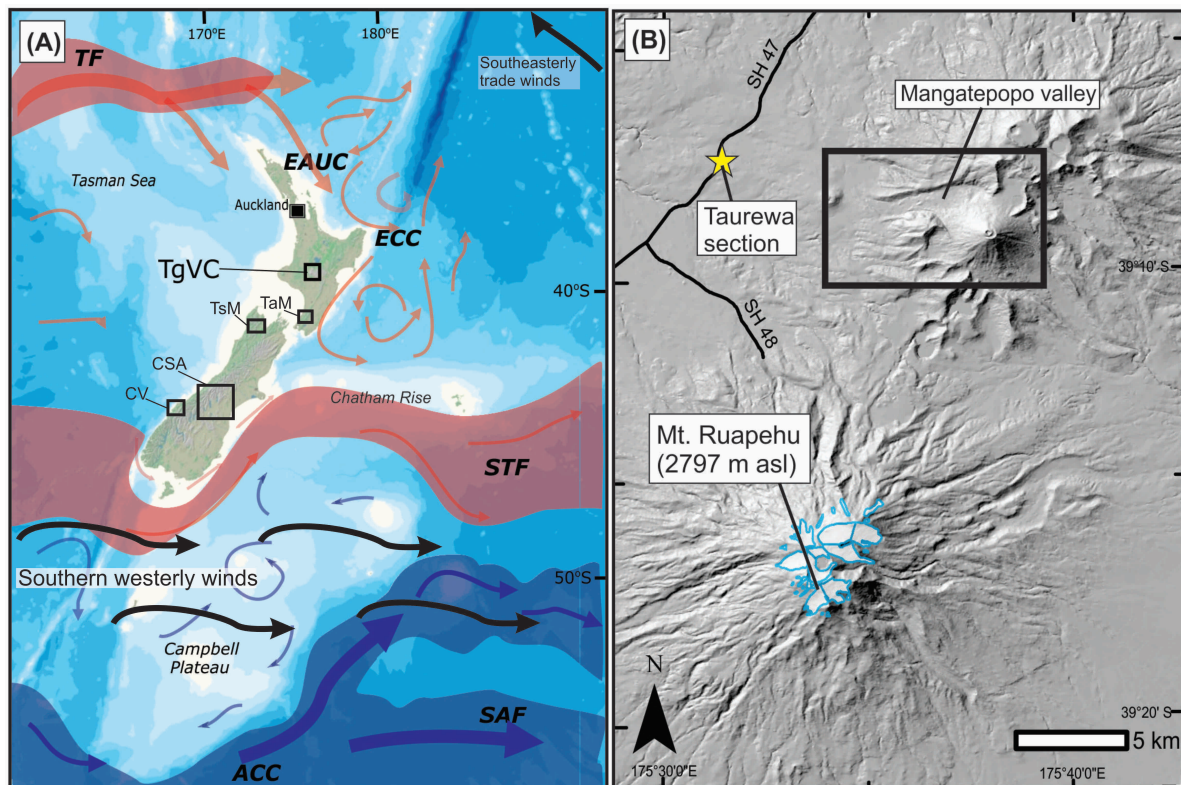 (A)
170°E
180°E
TF
Southeasterly
trade winds
Tasman Sea
EAUC
Auckland
ECC
TgVC
40°S
TsM
TaM
CSA
CV
Chatham Rise
STF
Southern westerly winds
50°S
Campbell
Plateau
SAF
ACC
(B)
SH 47
Mangatepopo valley
Taurewa
section
39°10'
SH 48
Mt. Ruapehu
(2797 m asl)
N
39°20' S
5 km
175°30'0"E
175°40'0"E